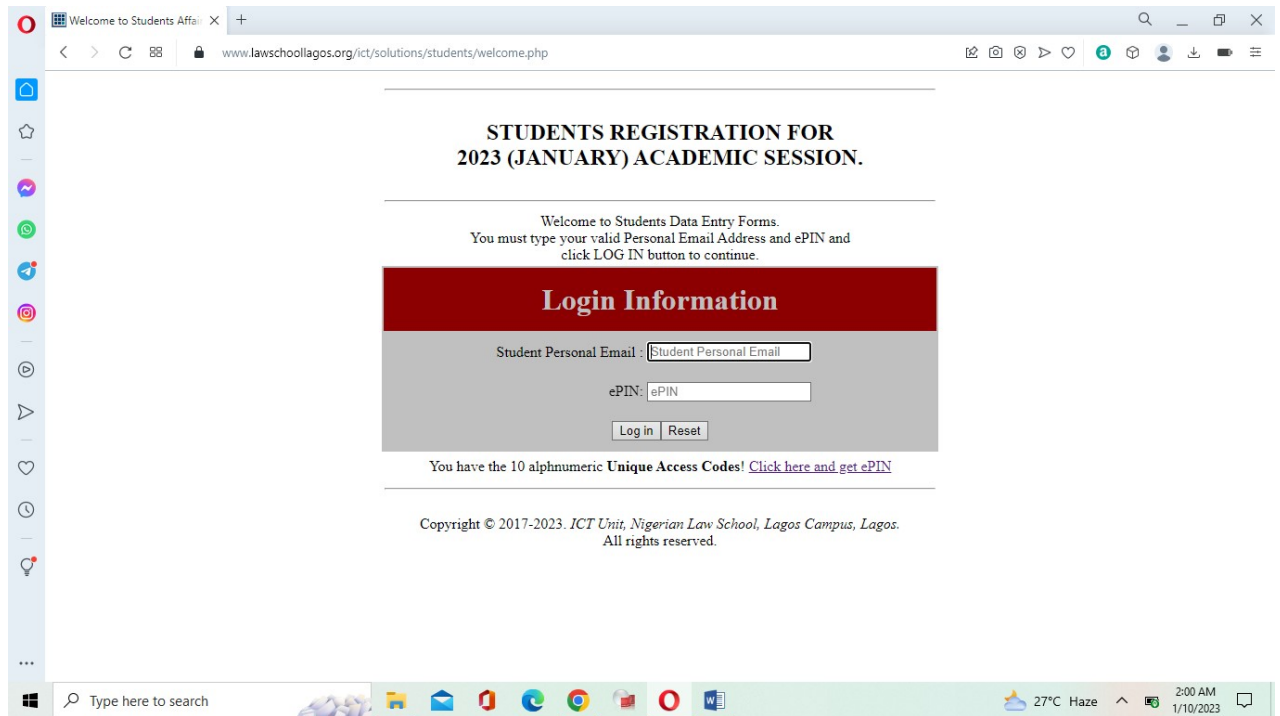 Welcome to Students Affair
www.lawschoollagos.org/ict/solutions/students/welcome.php
STUDENTS REGISTRATION FOR
2023 (JANUARY) ACADEMIC SESSION.
Welcome to Students Data Entry Forms.
You must type your valid Personal Email Address and ePIN and
click LOG IN button to continue.
Login Information
Student Personal Email : Student Personal Email
ePIN: ePIN
Log in Reset
You have the 10 alphnumeric Unique Access Codes! Click here and get ePIN
Copyright © 2017-2023. ICT Unit, Nigerian Law School, Lagos Campus, Lagos.
All rights reserved.
Type here to search
27°C Haze
2:00 AM
1/10/2023